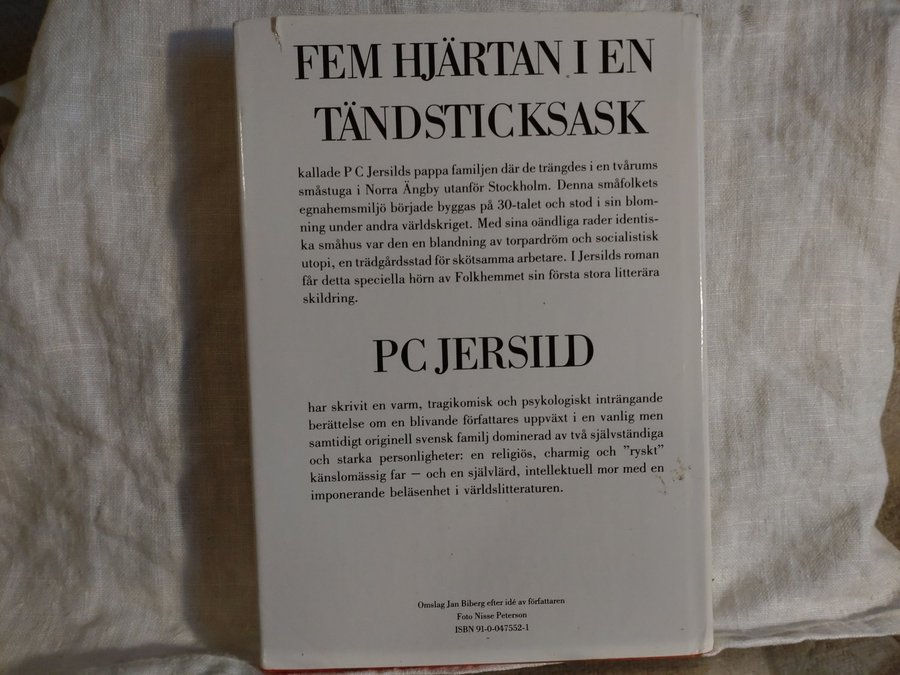 FEM HJÄRTAN I EN
TÄNDSTICKSASK
kallade P C Jersilds pappa familjen där de trängdes i en tvårums
småstuga i Norra Ängby utanför Stockholm. Denna småfolkets
egnahemsmiljö började byggas på 30-talet och stod i sin blom-
ning under andra världskriget. Med sina oändliga rader identis-
ka småhus var den en blandning av torpardröm och socialistisk
utopi, en trädgårdsstad för skötsamma arbetare. I Jersilds roman
får detta speciella hörn av Folkhemmet sin första stora litterära
skildring.
PC JERSILD
har skrivit en varm, tragikomisk och psykologiskt inträngande
berättelse om en blivande författares uppväxt i en vanlig men
samtidigt originell svensk familj dominerad av två självständiga
och starka personligheter: en religiös, charmig och ”ryskt”
känslomässig far — och en självlärd, intellektuell mor med en
imponerande beläsenhet i världslitteraturen.
Omslag Jan Biberg efter idé av författaren
Foto Nisse Peterson
ISBN 91-0-047552-1